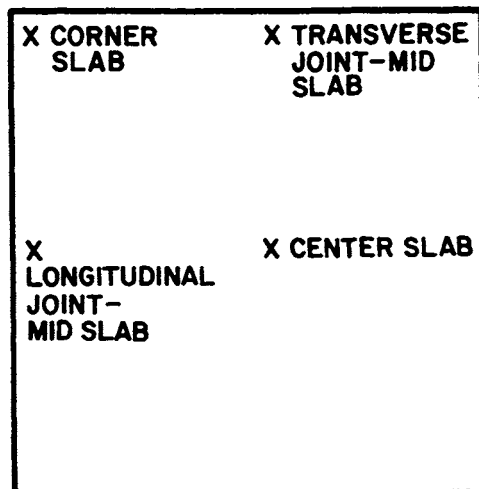 X CORNER
SLAB
X TRANSVERSE
JOINT-MID
SLAB
X
LONGITUDINAL
JOINT-
MID SLAB
X CENTER SLAB